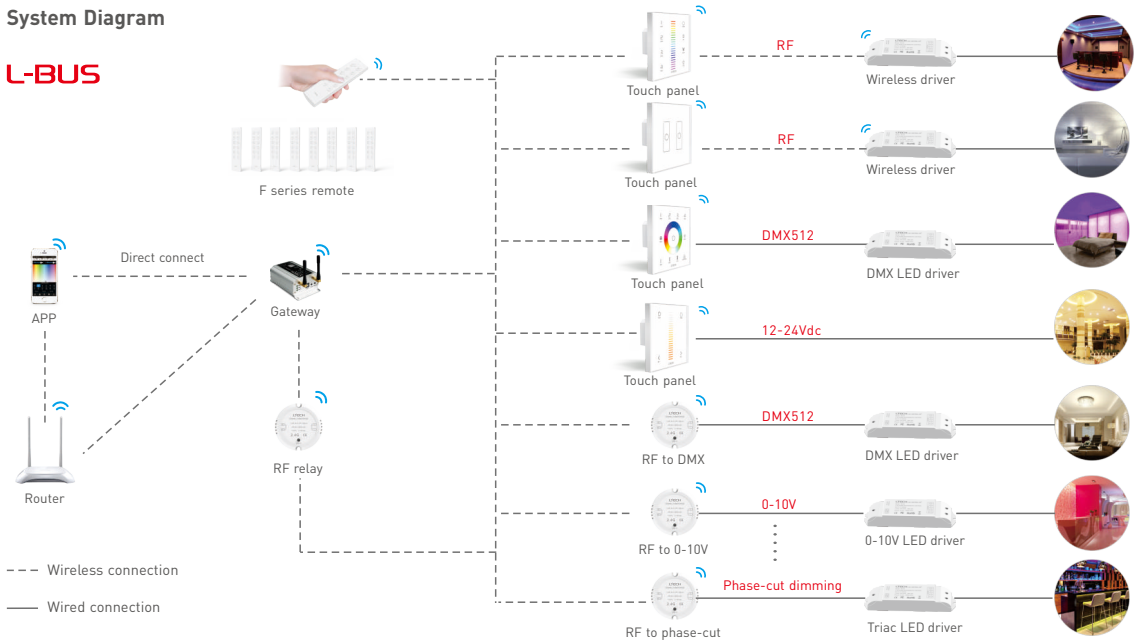 System Diagram
L-BUS
RF
Touch panel
Wireless driver
RF
Touch panel
Wireless driver
F series remote
DMX512
Direct connect
Touch panel
DMX LED driver
APP
Gateway
12-24Vdc
Touch panel
DMX512
RF to DMX
DMX LED driver
RF relay
Router
0-10V
RF to 0-10V
0-10V LED driver
Wireless connection
Phase-cut dimming
Wired connection
RF to phase-cut
Triac LED driver